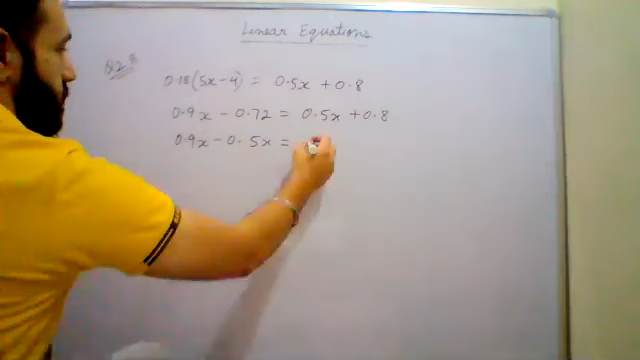 Linear Equations
0.18(5x-4) = 0.5x + 0.8
0.9x - 0.72 = 0.5x + 0.8
0.9x - 0.5x =